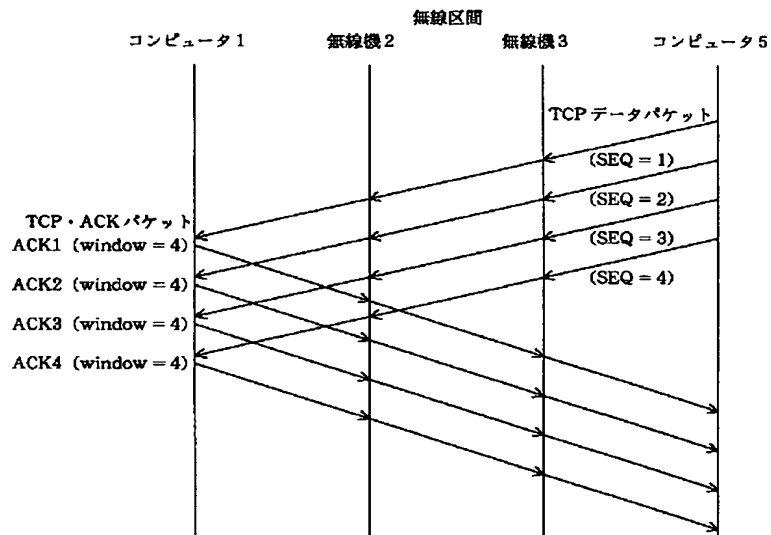 無線区間
コンピュータ1 無線機2 無線機3 コンピュータ5
TCPデータパケット
(SEQ = 1)
(SEQ = 2)
TCP・ACKパケット
ACK1 (window = 4)
(SEQ = 3)
ACK2 (window = 4)
(SEQ = 4)
ACK3 (window = 4)
ACK4 (window = 4)